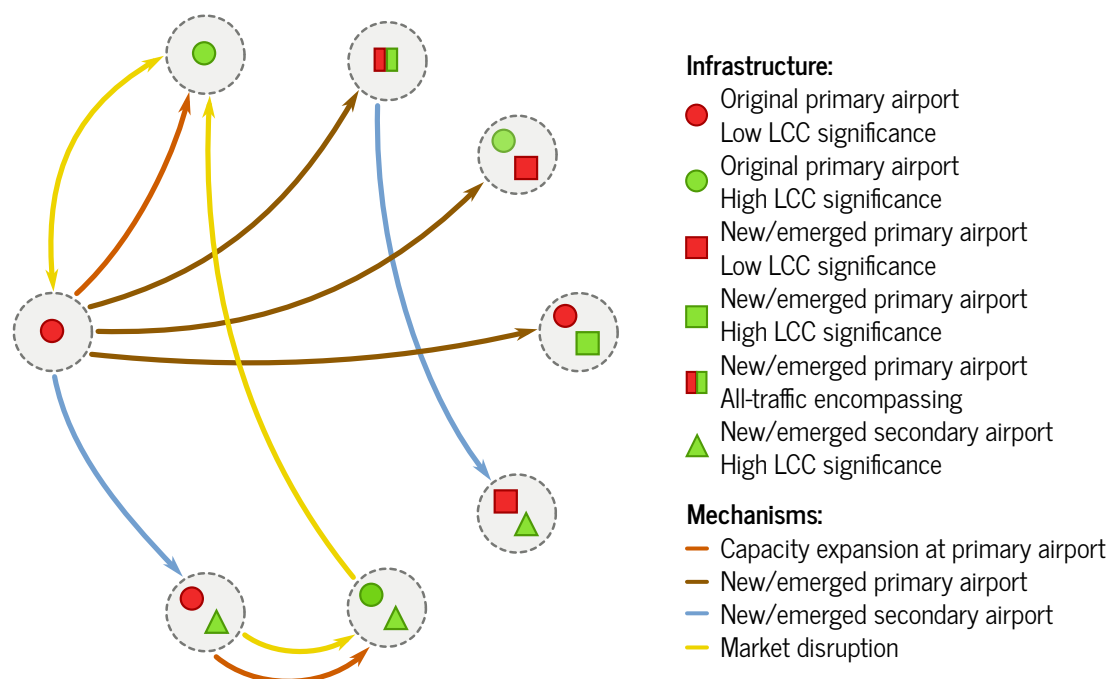 Infrastructure:
Original primary airport
Low LCC significance
Original primary airport
High LCC significance
New/emerged primary airport
Low LCC significance
New/emerged primary airport
High LCC significance
New/emerged primary airport
All-traffic encompassing
New/emerged secondary airport
High LCC significance
Mechanisms:
Capacity expansion at primary airport
New/emerged primary airport
New/emerged secondary airport
Market disruption